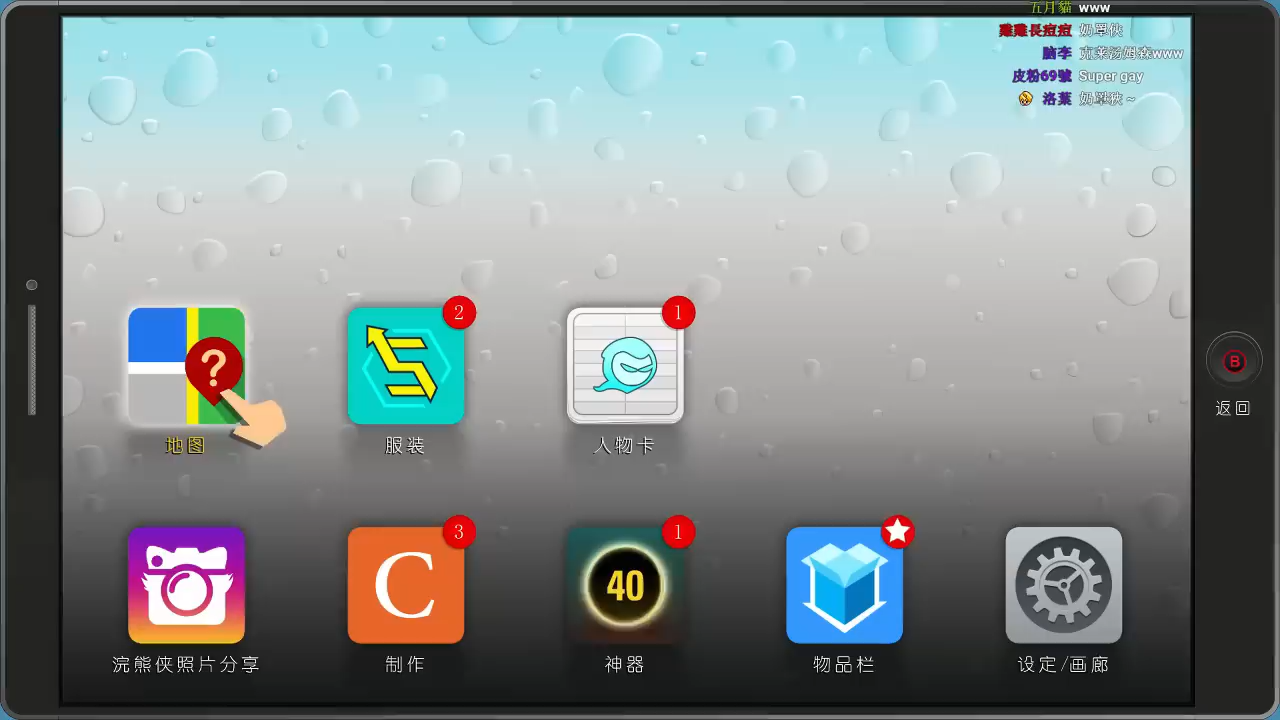 五月貓 www
雞雞長痘痘 奶罩俠
脑李 克莱汤姆森www
皮粉69號 Super gay
洛葉 奶罩狹~
?
2
1
B
返回
地图
服装
人物卡
3
C
1
40
浣熊侠照片分享
制作
神器
物品栏
设定/画廊